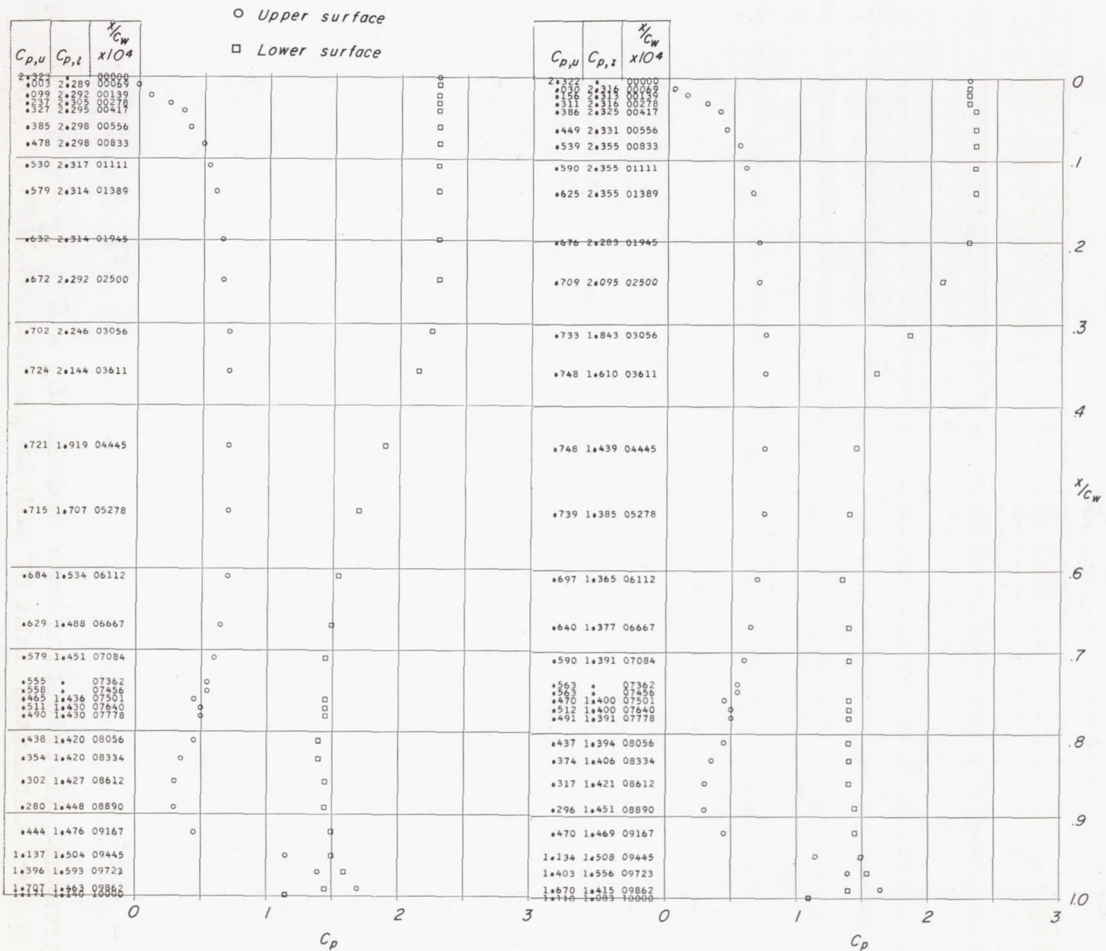 ○ Upper surface
□ Lower surface
Cp,u Cp,l x/cw x10⁴
2.323 . 00000
.003 2.289 00069
.099 2.292 00139
.237 2.305 00278
.327 2.295 00417
.385 2.298 00556
.478 2.298 00833
.530 2.317 01111
.579 2.314 01389
.632 2.314 01945
.672 2.292 02500
.702 2.246 03056
.724 2.144 03611
.721 1.919 04445
.715 1.707 05278
.684 1.534 06112
.629 1.488 06667
.579 1.451 07084
.555 . 07362
.558 . 07456
.465 1.436 07501
.511 1.430 07640
.490 1.430 07778
.438 1.420 08056
.354 1.420 08334
.302 1.427 08612
.280 1.448 08890
.444 1.476 09167
1.137 1.504 09445
1.396 1.593 09723
1.707 1.463 09862
1.171 1.140 10000
0 1 2 3
Cp
Cp,u Cp,l x/cw x10⁴
2.322 . 00000
.030 2.316 00069
.156 2.313 00139
.311 2.316 00278
.386 2.325 00417
.449 2.331 00556
.539 2.355 00833
.590 2.355 01111
.625 2.355 01389
.676 2.283 01945
.709 2.095 02500
.733 1.843 03056
.748 1.610 03611
.748 1.439 04445
.739 1.385 05278
.697 1.365 06112
.640 1.377 06667
.590 1.391 07084
.563 . 07362
.563 . 07456
.470 1.400 07501
.512 1.400 07640
.491 1.391 07778
.437 1.394 08056
.374 1.406 08334
.317 1.421 08612
.296 1.451 08890
.470 1.469 09167
1.134 1.508 09445
1.403 1.556 09723
1.670 1.415 09862
1.110 1.083 10000
0 1 2 3
Cp
0
.1
.2
.3
.4
x/cw
.6
.7
.8
.9
1.0